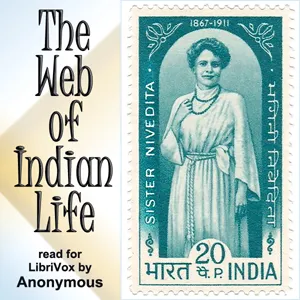 The
Web
of
Indian
Life
read for
LibriVox by
Anonymous
1867-1911
SISTER NIVEDITA
भगिनी निवेदिता
20
भारत पै.P. INDIA